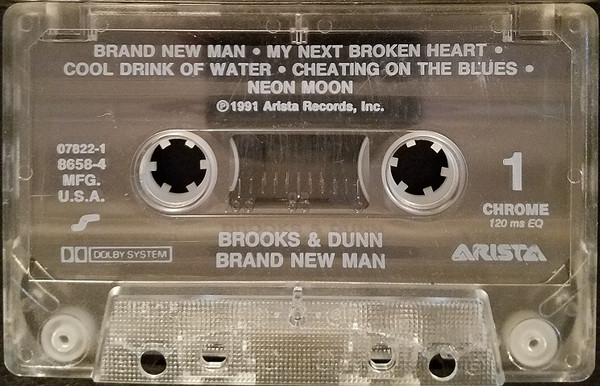 BRAND NEW MAN • MY NEXT BROKEN HEART •
COOL DRINK OF WATER • CHEATING ON THE BLUES •
NEON MOON
℗1991 Arista Records, Inc.
07822-1
8658-4
MFG.
U.S.A.
1
CHROME
120 ms EQ
DOLBY SYSTEM
BROOKS & DUNN
BRAND NEW MAN
ARISTA